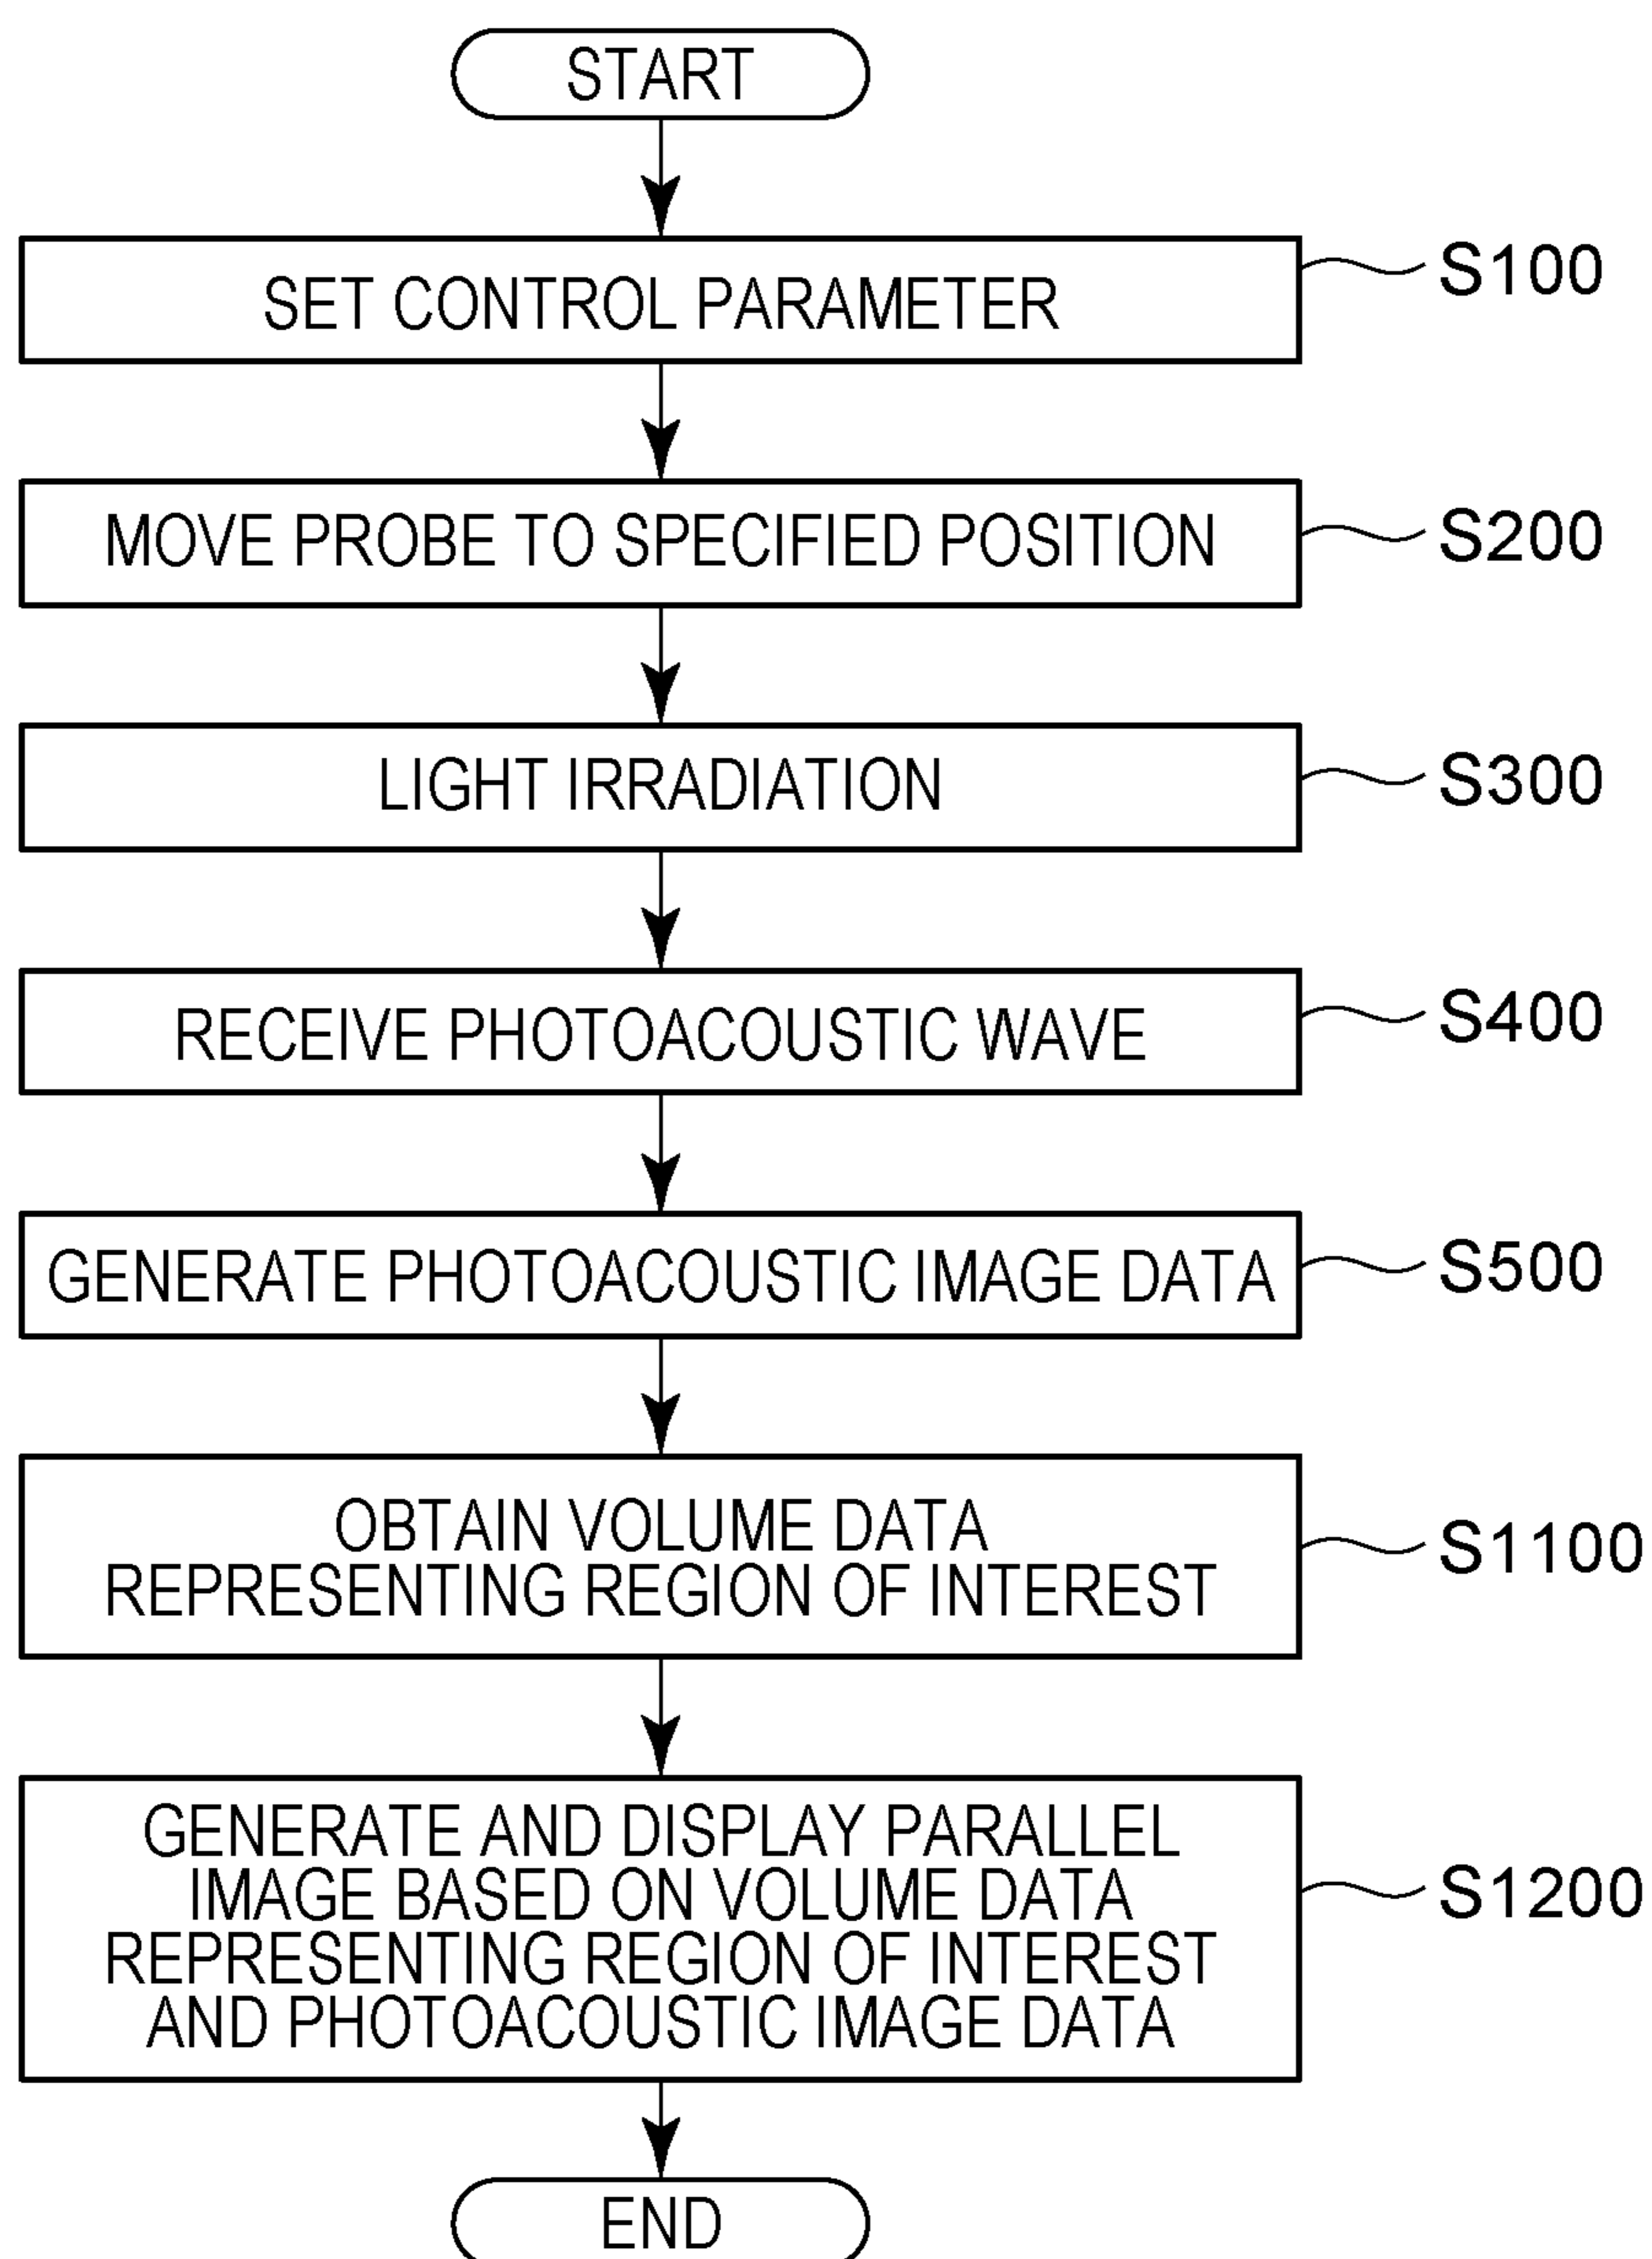 START
SET CONTROL PARAMETER
S100
MOVE PROBE TO SPECIFIED POSITION
S200
LIGHT IRRADIATION
S300
RECEIVE PHOTOACOUSTIC WAVE
S400
GENERATE PHOTOACOUSTIC IMAGE DATA
S500
OBTAIN VOLUME DATA
REPRESENTING REGION OF INTEREST
S1100
GENERATE AND DISPLAY PARALLEL
IMAGE BASED ON VOLUME DATA
REPRESENTING REGION OF INTEREST
AND PHOTOACOUSTIC IMAGE DATA
S1200
END